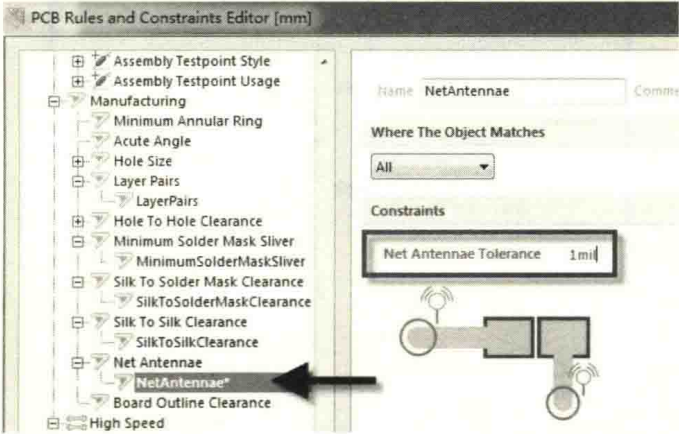 PCB Rules and Constraints Editor [mm]
Assembly Testpoint Style
Assembly Testpoint Usage
Manufacturing
Minimum Annular Ring
Acute Angle
Hole Size
Layer Pairs
LayerPairs
Hole To Hole Clearance
Minimum Solder Mask Sliver
MinimumSolderMaskSliver
Silk To Solder Mask Clearance
SilkToSolderMaskClearance
Silk To Silk Clearance
SilkToSilkClearance
Net Antennae
NetAntennae*
Board Outline Clearance
High Speed
Name NetAntennae Comme
Where The Object Matches
All
Constraints
Net Antennae Tolerance 1mil